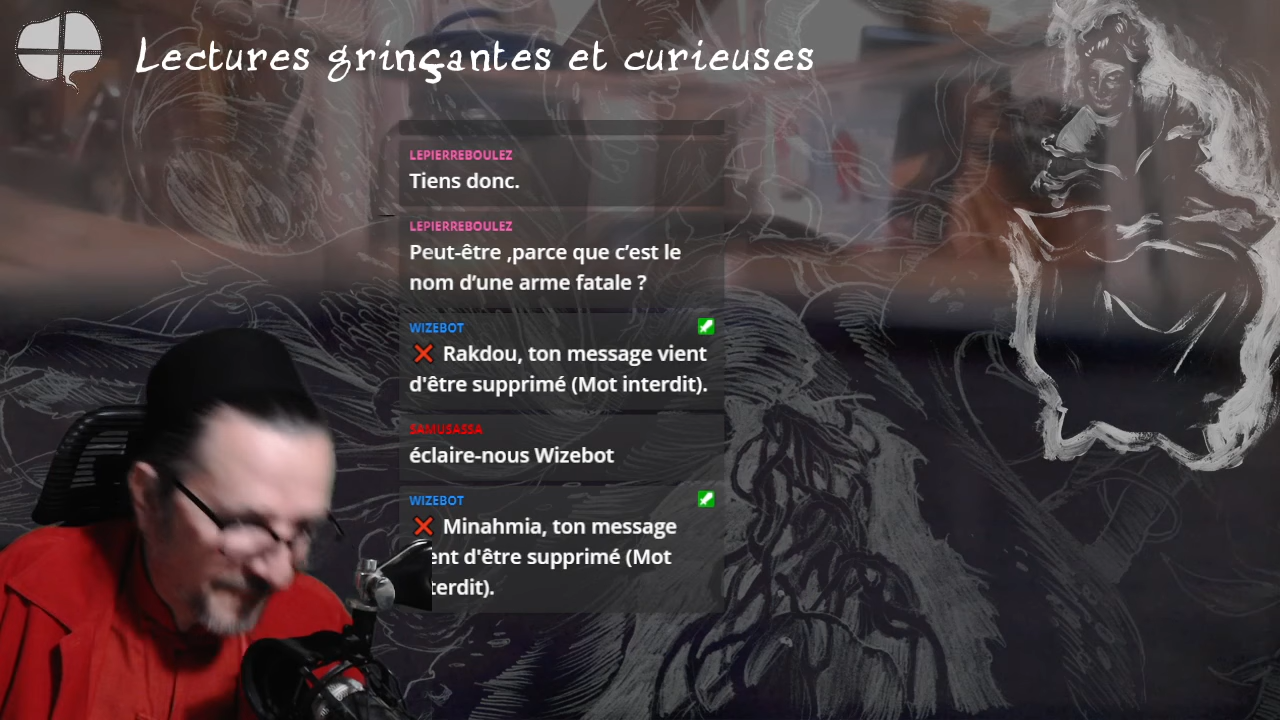 Lectures grinçantes et curieuses
LEPIERREBOULEZ
Tiens donc.
LEPIERREBOULEZ
Peut-être ,parce que c’est le
nom d’une arme fatale ?
WIZEBOT
❌ Rakdou, ton message vient
d'être supprimé (Mot interdit).
SAMUSASSA
éclaire-nous Wizebot
WIZEBOT
❌ Minahmia, ton message
ent d'être supprimé (Mot
terdit).